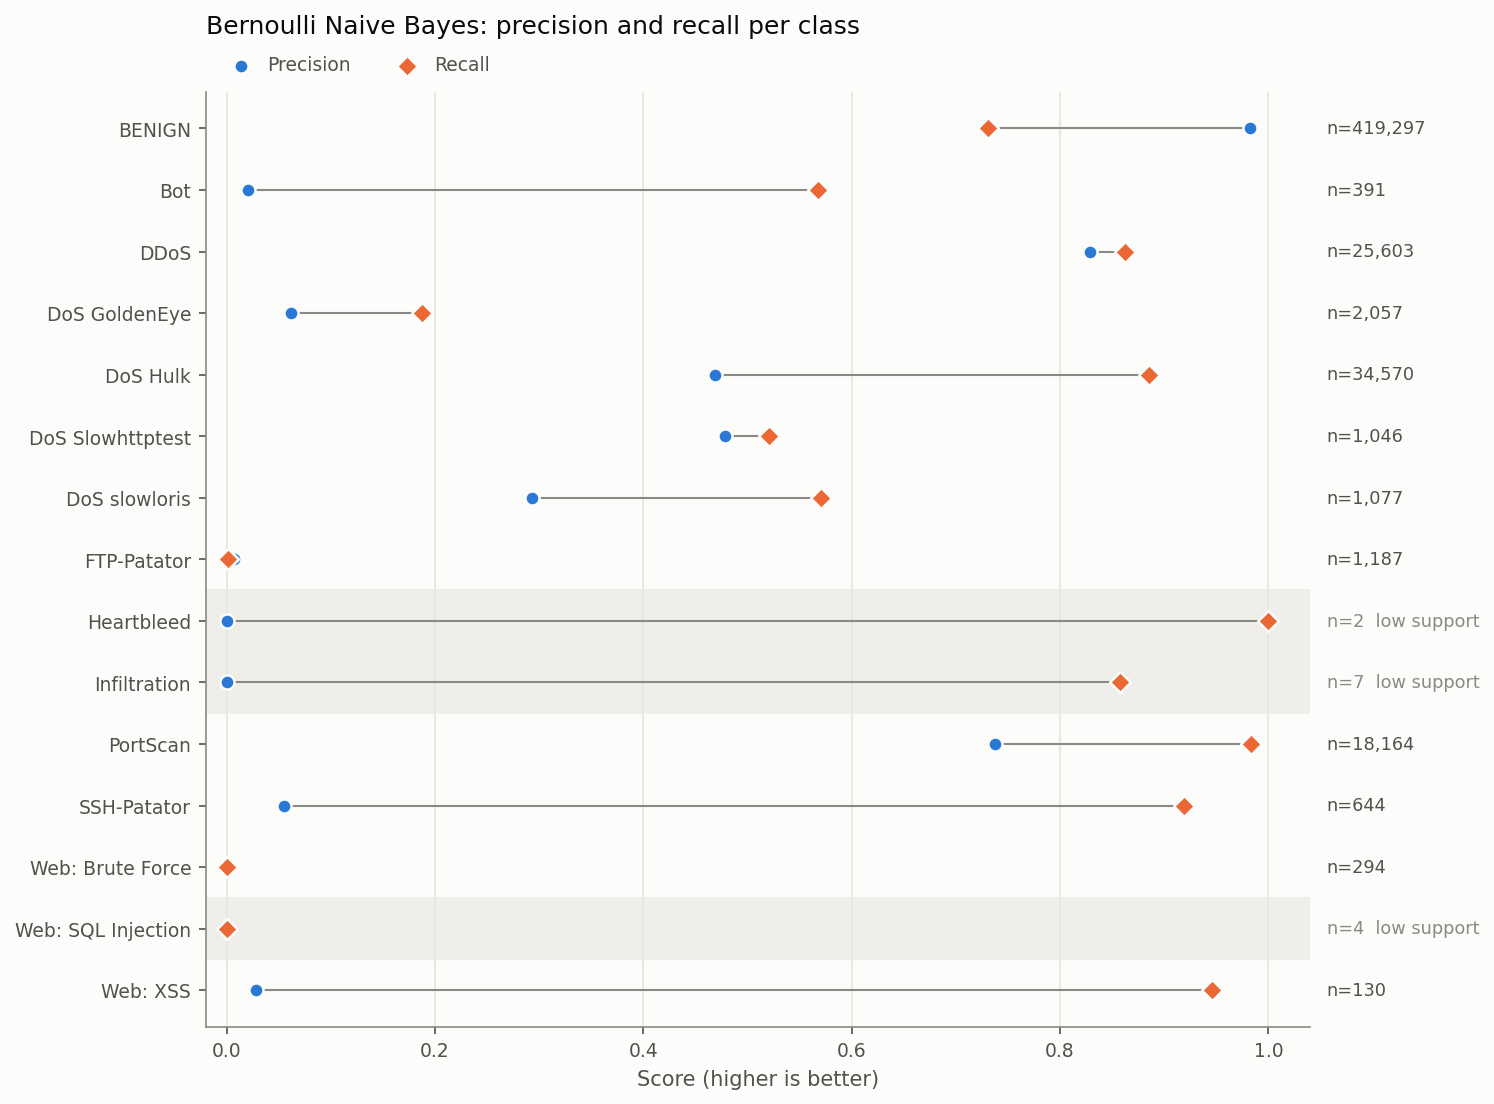 Bernoulli Naive Bayes: precision and recall per class
Precision
Recall
BENIGN n=419,297
Bot n=391
DDoS n=25,603
DoS GoldenEye n=2,057
DoS Hulk n=34,570
DoS Slowhttptest n=1,046
DoS slowloris n=1,077
FTP-Patator n=1,187
Heartbleed n=2 low support
Infiltration n=7 low support
PortScan n=18,164
SSH-Patator n=644
Web: Brute Force n=294
Web: SQL Injection n=4 low support
Web: XSS n=130
0.0 0.2 0.4 0.6 0.8 1.0
Score (higher is better)